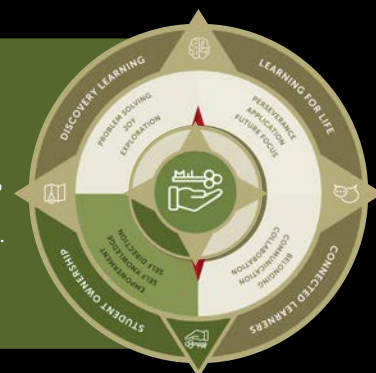 DISCOVERY LEARNING
PROBLEM SOLVING
JOY
EXPLORATION
LEARNING FOR LIFE
PERSEVERANCE
APPLICATION
FUTURE FOCUS
STUDENT OWNERSHIP
EMPOWERMENT
SELF KNOWLEDGE
SELF DIRECTION
CONNECTED LEARNERS
BELONGING
COMMUNICATION
COLLABORATION